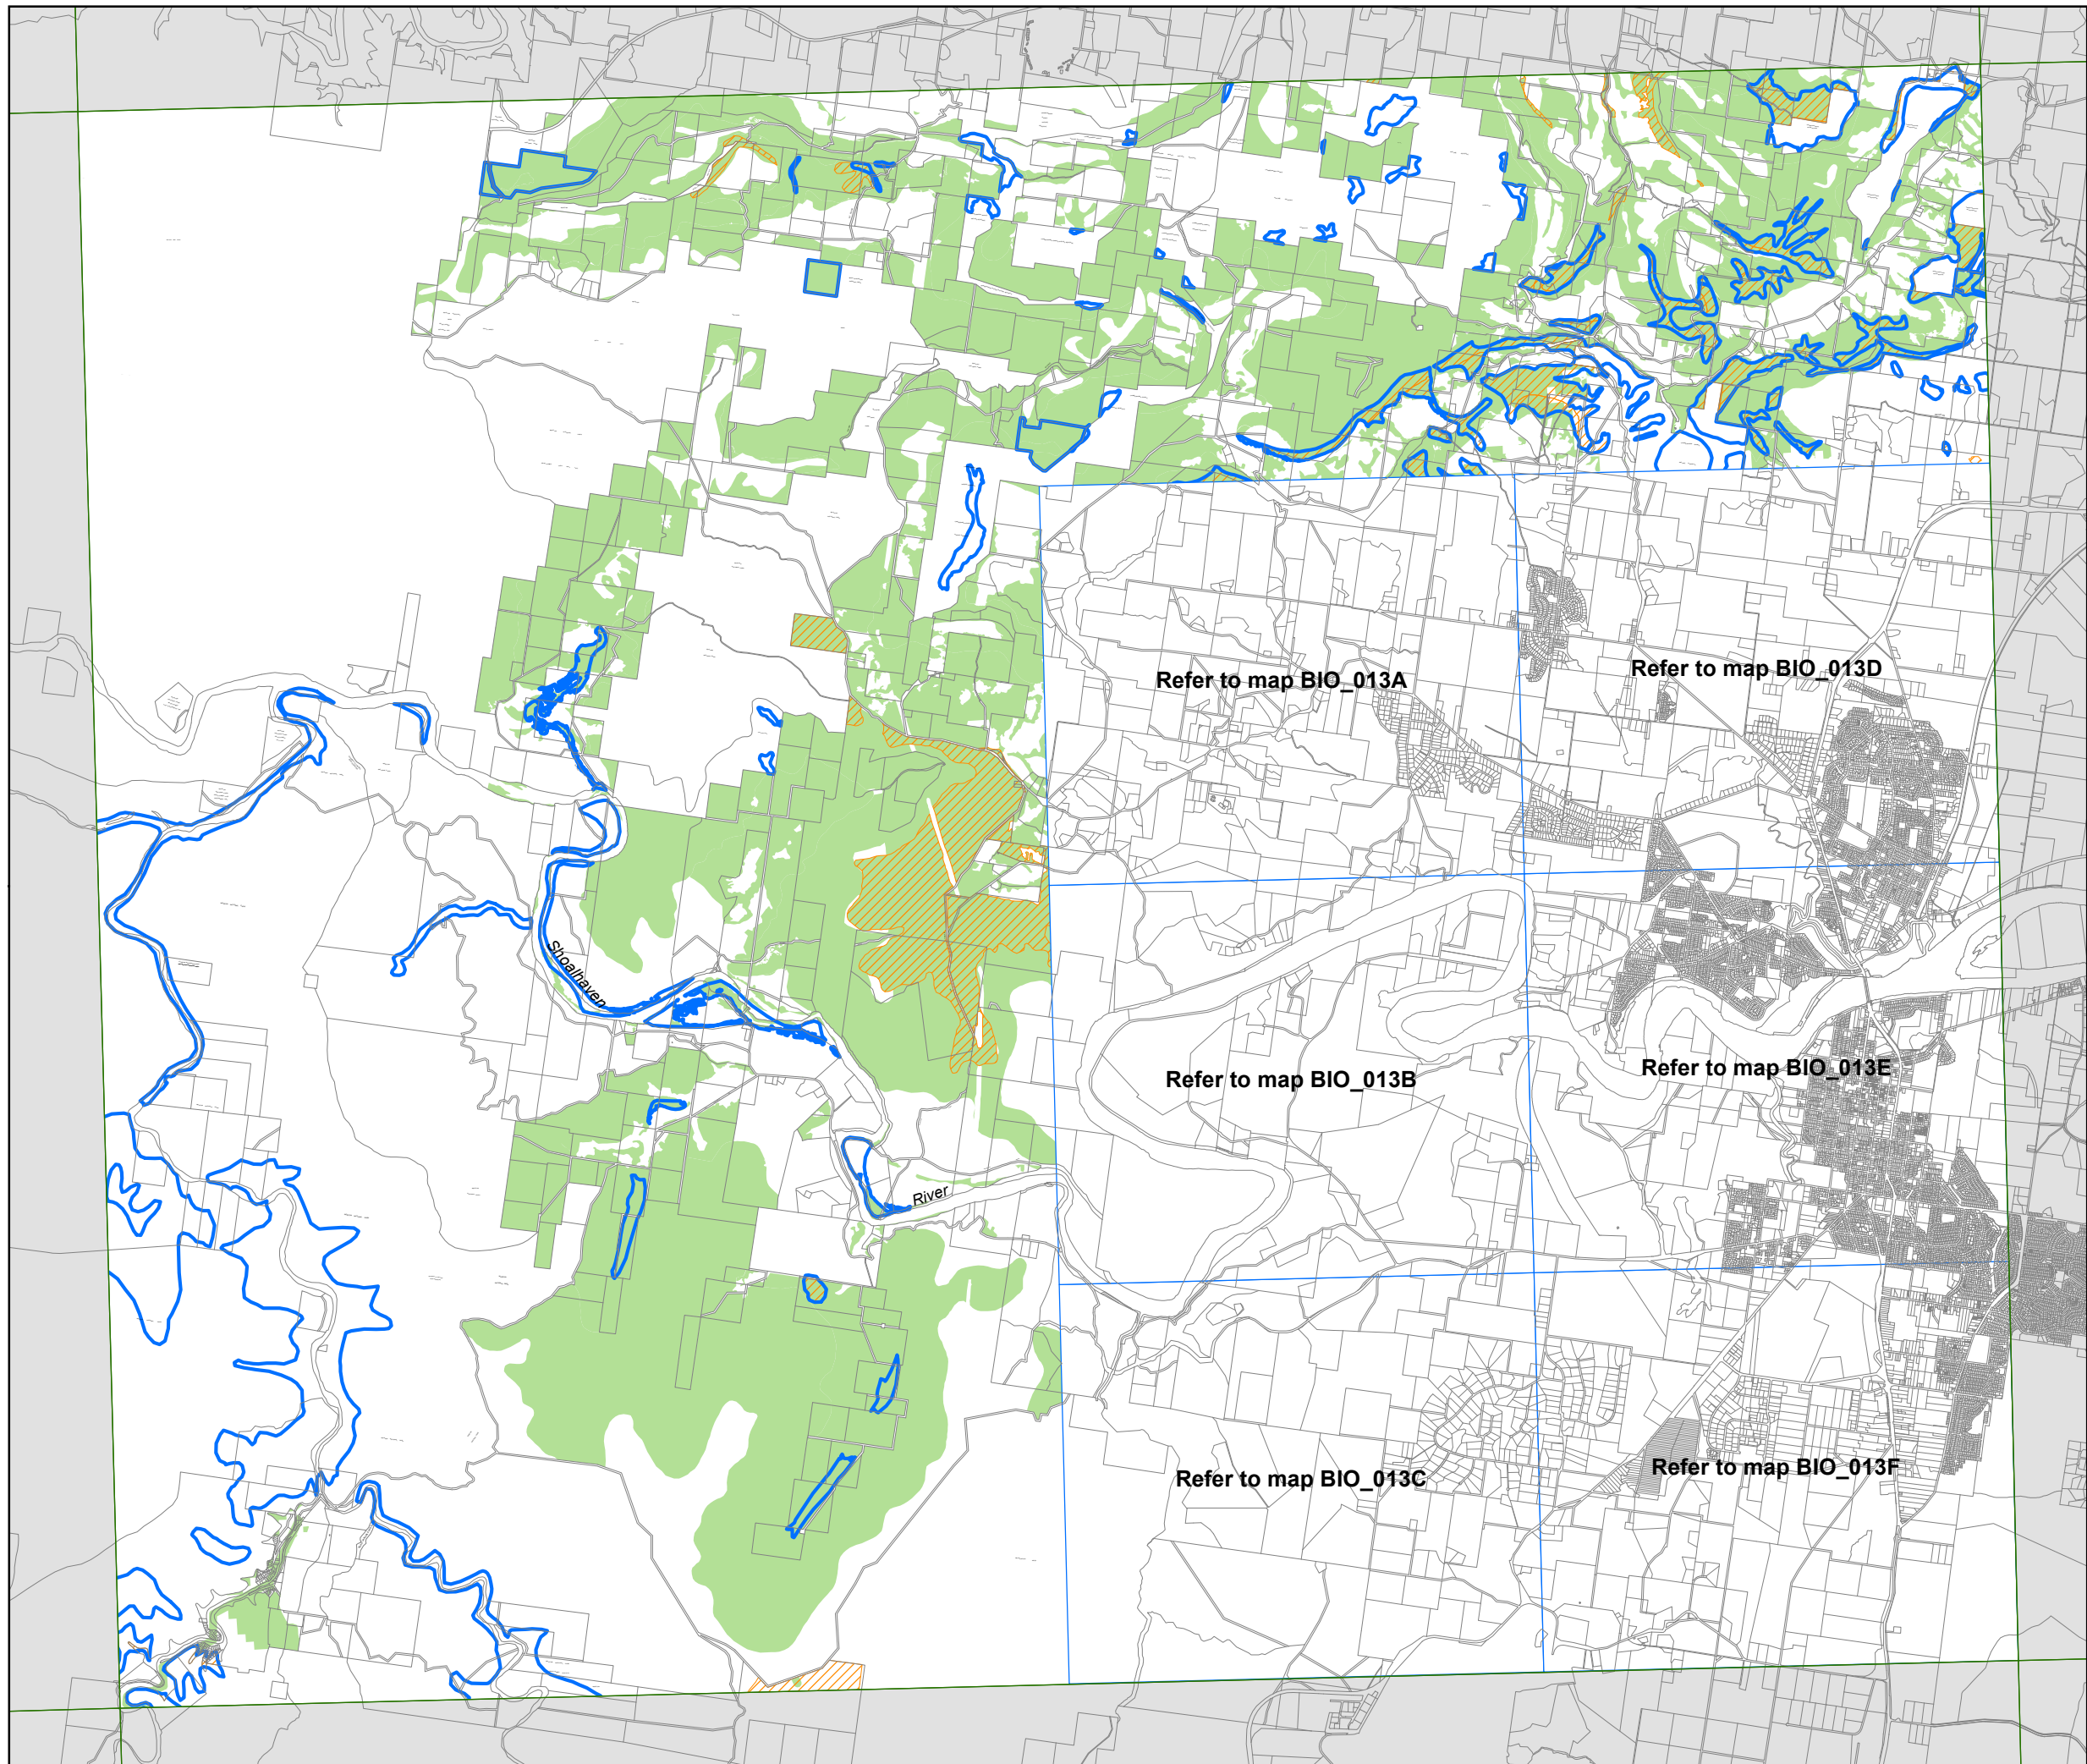 Refer to map BIO_013A
Refer to map BIO_013D
Shoalhaven
River
Refer to map BIO_013B
Refer to map BIO_013E
Refer to map BIO_013C
Refer to map BIO_013F